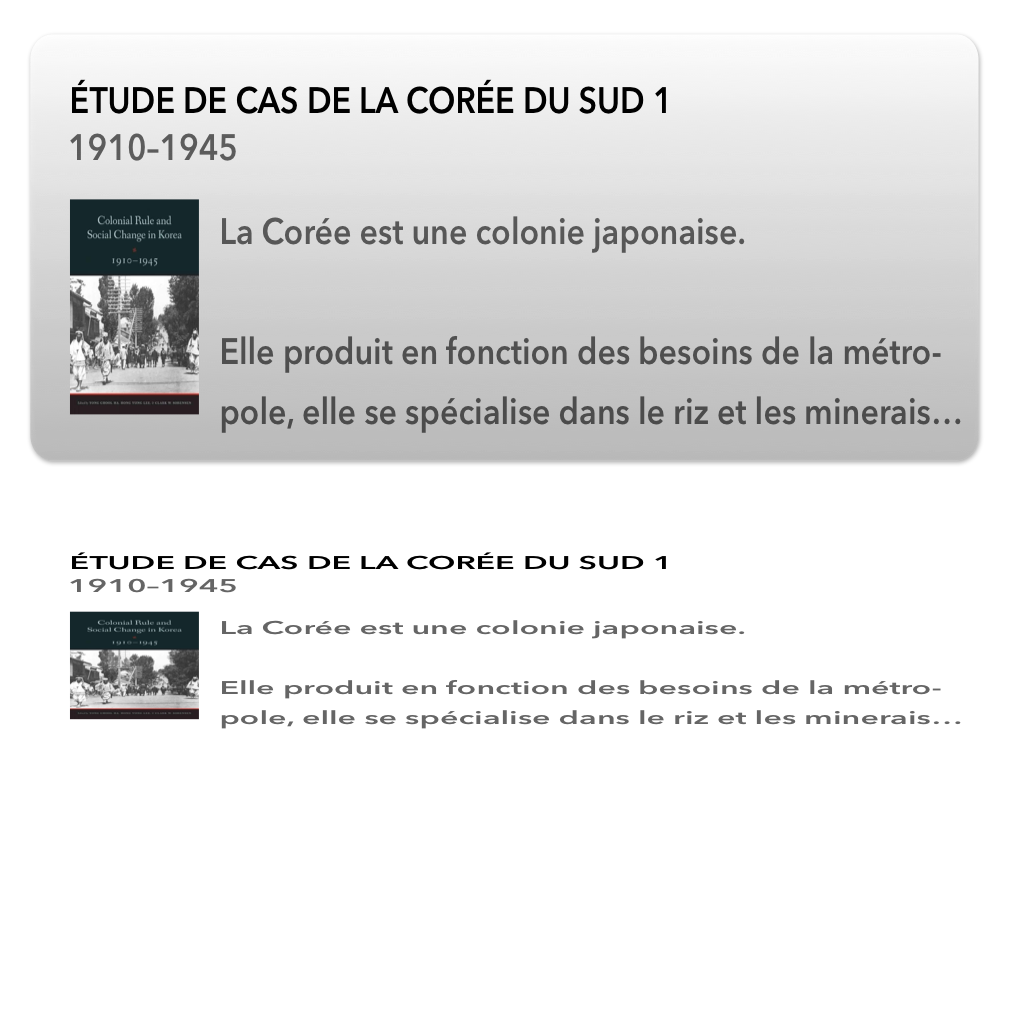 ÉTUDE DE CAS DE LA CORÉE DU SUD 1
1910-1945
Colonial Rule and
Social Change in Korea
1910–1945
La Corée est une colonie japonaise.
Elle produit en fonction des besoins de la métro-
pole, elle se spécialise dans le riz et les minerais...
ÉTUDE DE CAS DE LA CORÉE DU SUD 1
1910-1945
Colonial Rule and
Social Change in Korea
1910–1945
La Corée est une colonie japonaise.
Elle produit en fonction des besoins de la métro-
pole, elle se spécialise dans le riz et les minerais...